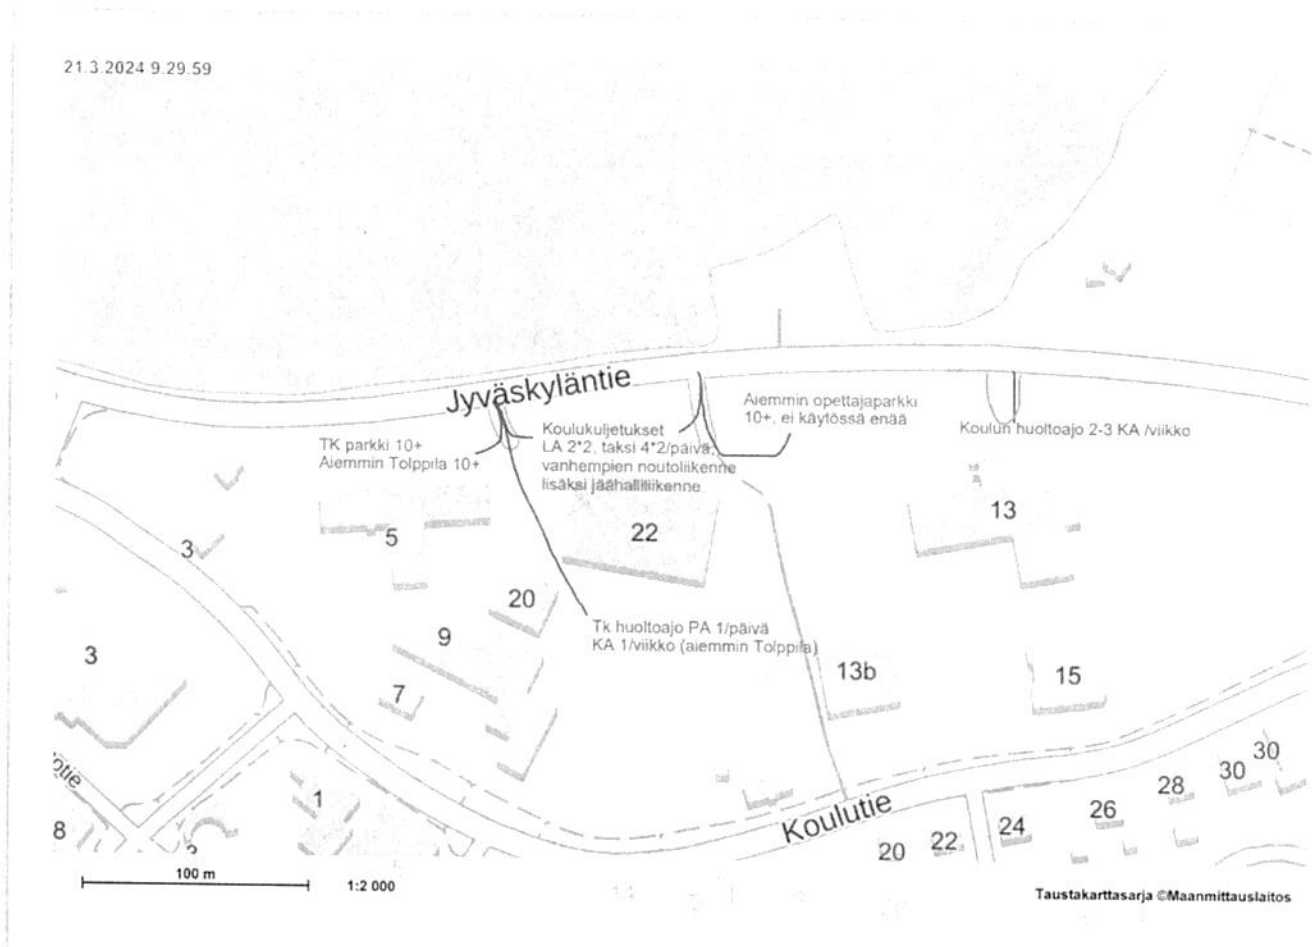 21.3.2024 9.29.59
Jyväskyläntie
TK parkki 10+
Aiemmin Tolppila 10+
Koulukuljetukset
LA 2*2, taksi 4*2/päivä,
vanhempien noutoliikenne
lisäksi jäähalliliikenne
Aiemmin opettajaparkki
10+, ei käytössä enää
Koulun huoltoajo 2-3 KA /viikko
3
5
22
13
20
9
Tk huoltoajo PA 1/päivä
KA 1/viikko (aiemmin Tolppila)
3
7
13b
15
1
8
Koulutie
20
22
24
26
28
30
30
100 m
1:2 000
Taustakarttasarja ©Maanmittauslaitos